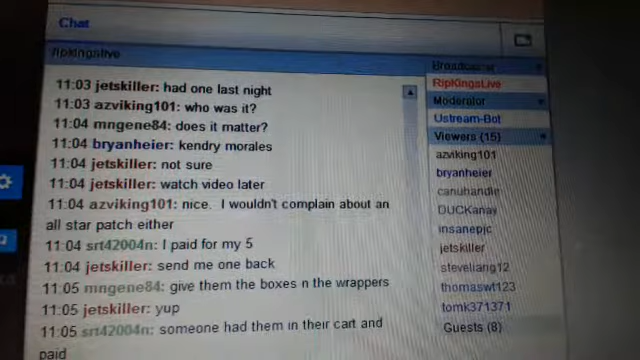 Chat
ripkingslive
11:03 jetskiller: had one last night
11:03 azviking101: who was it?
11:04 mngene84: does it matter?
11:04 bryanheier: kendry morales
11:04 jetskiller: not sure
11:04 jetskiller: watch video later
11:04 azviking101: nice. I wouldn't complain about an
all star patch either
11:04 srt42004n: I paid for my 5
11:04 jetskiller: send me one back
11:05 mngene84: give them the boxes n the wrappers
11:05 jetskiller: yup
11:05 srt42004n: someone had them in their cart and
paid
Broadcaster
RipKingsLive
Moderator
Ustream-Bot
Viewers (15)
azviking101
bryanheier
canuhandle
DUCKanay
insanepjc
jetskiller
steveliang12
thomaswt123
tomk371371
Guests (8)